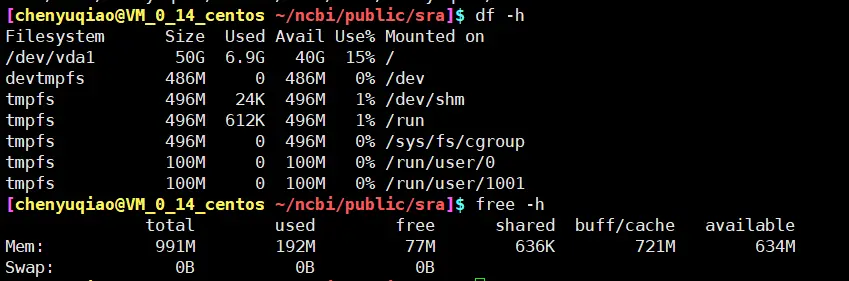 [chenyuqiao@VM_0_14_centos ~/ncbi/public/sra]$ df -h
Filesystem      Size  Used Avail Use% Mounted on
/dev/vda1        50G  6.9G   40G  15% /
devtmpfs        486M     0  486M   0% /dev
tmpfs           496M   24K  496M   1% /dev/shm
tmpfs           496M  612K  496M   1% /run
tmpfs           496M     0  496M   0% /sys/fs/cgroup
tmpfs           100M     0  100M   0% /run/user/0
tmpfs           100M     0  100M   0% /run/user/1001
[chenyuqiao@VM_0_14_centos ~/ncbi/public/sra]$ free -h
              total        used        free      shared  buff/cache   available
Mem:           991M        192M         77M        636K        721M        634M
Swap:            0B          0B          0B